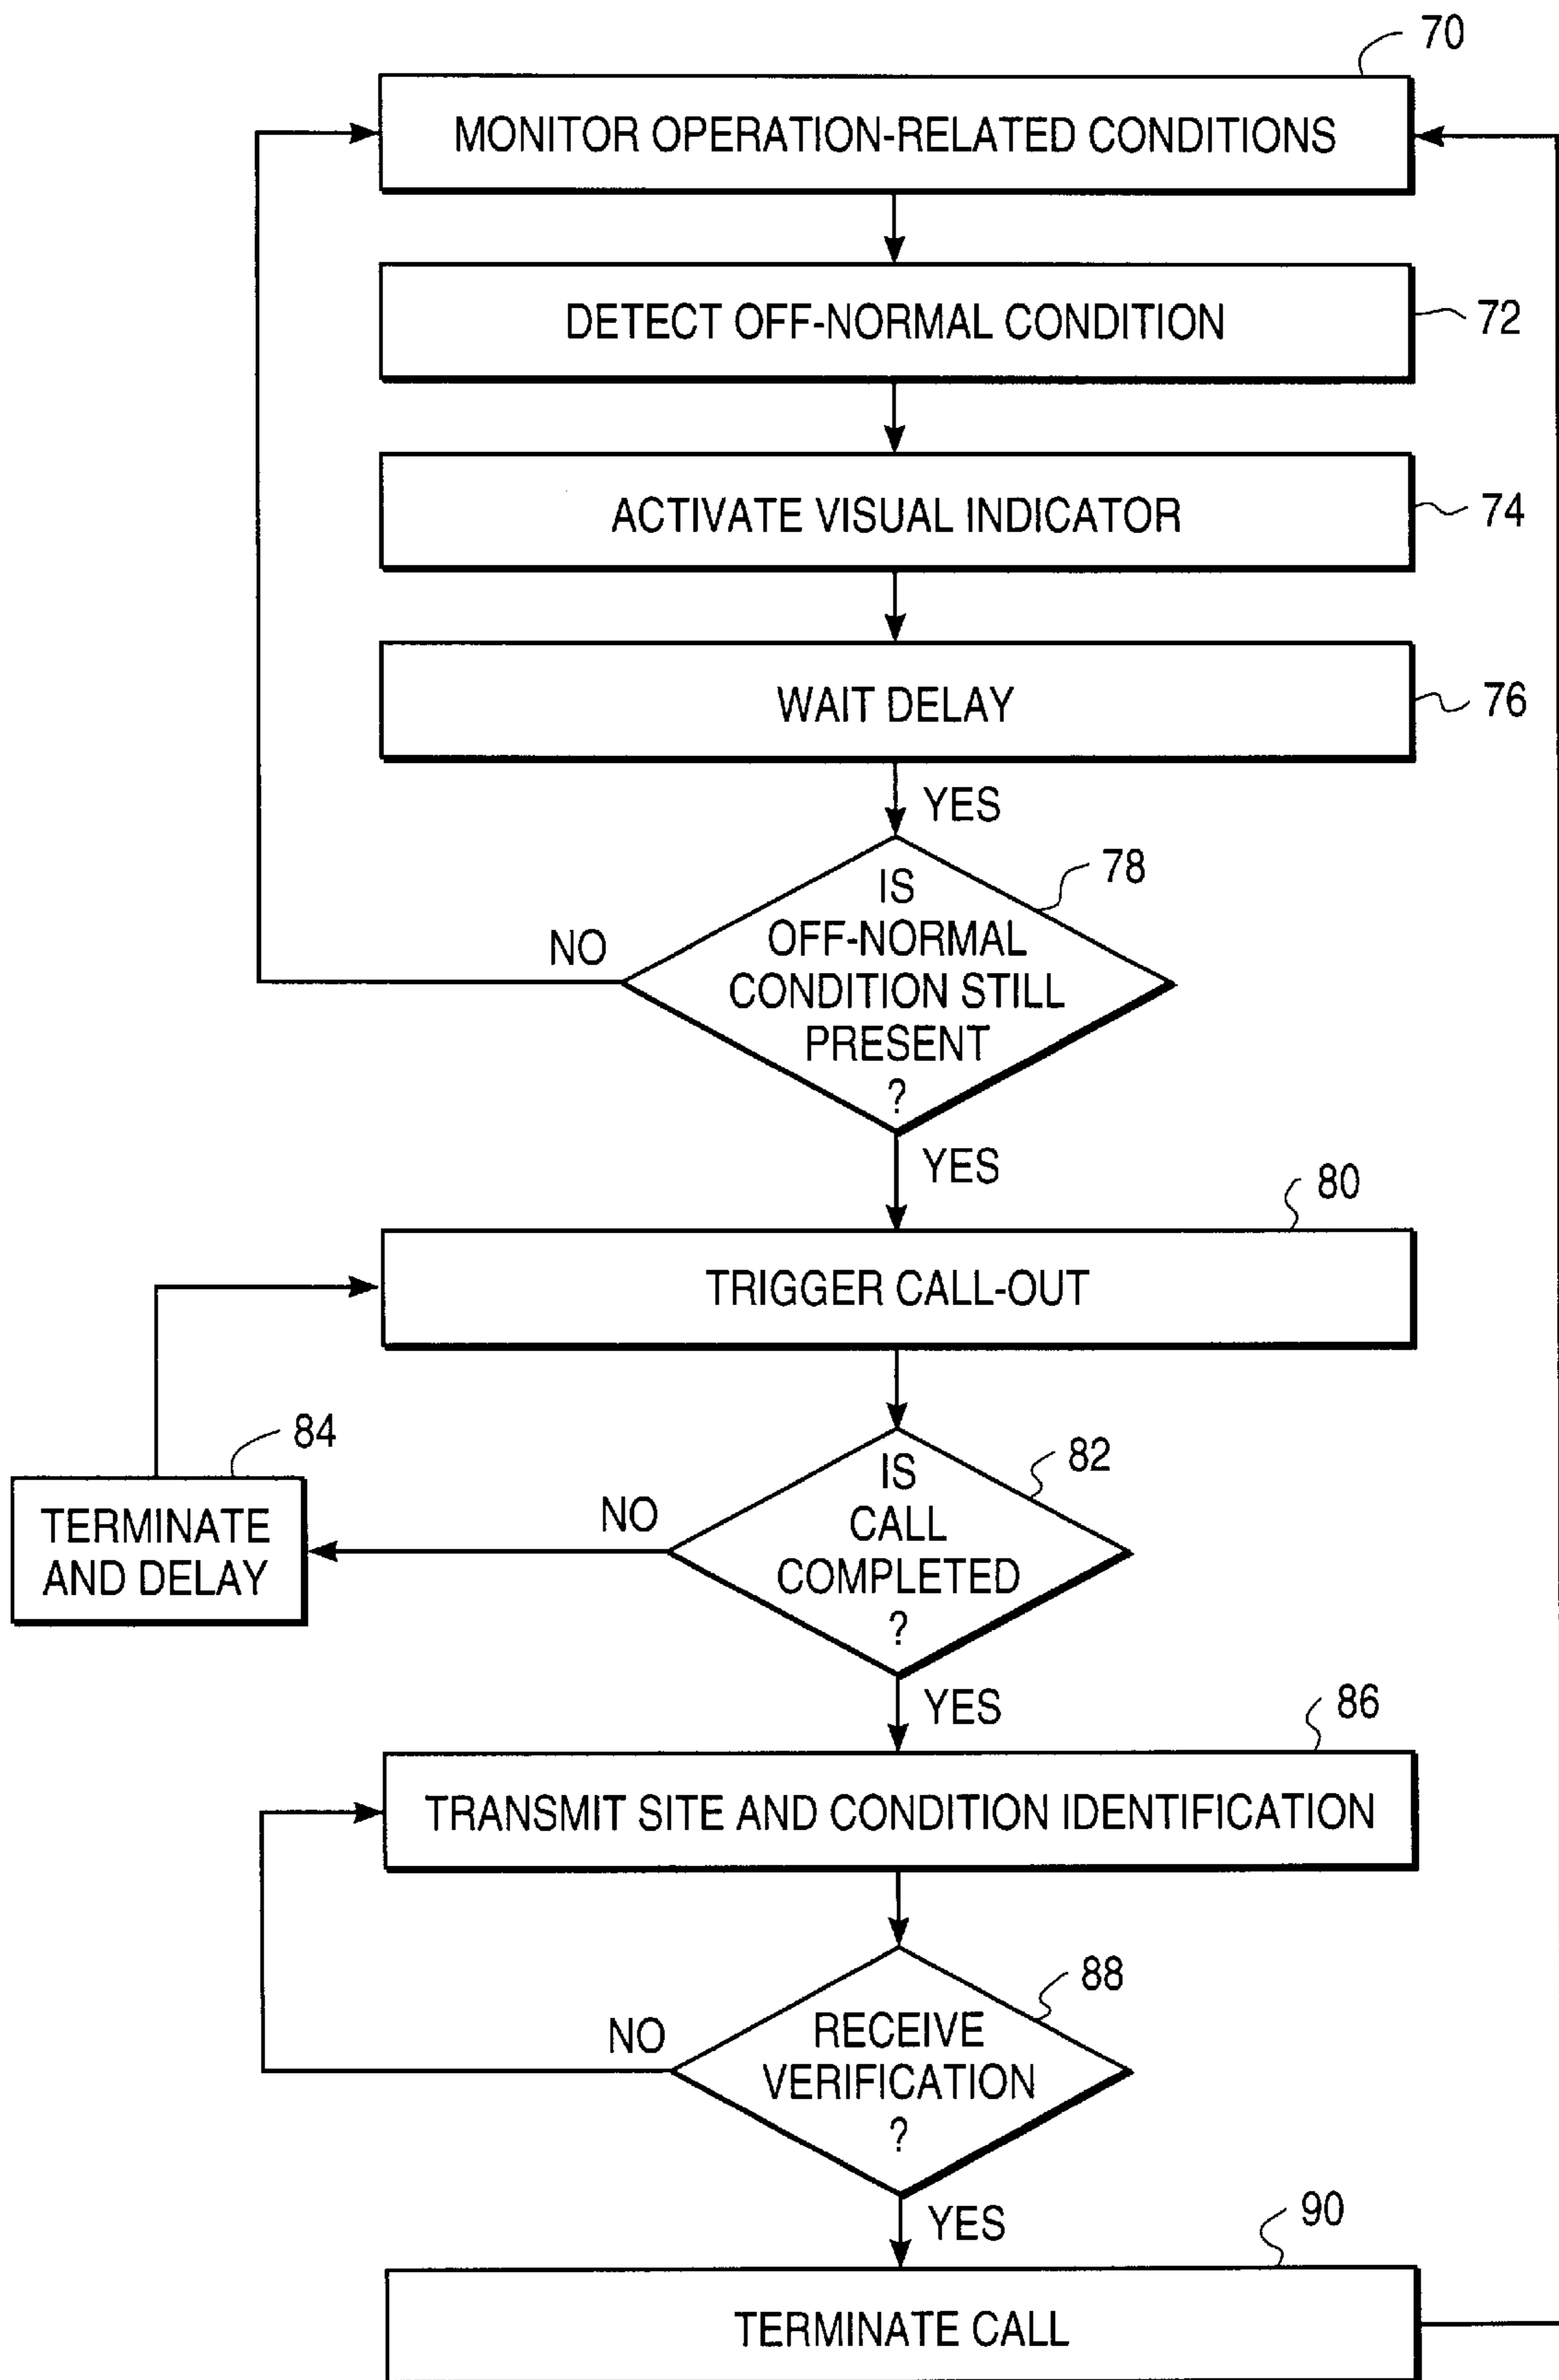 70
MONITOR OPERATION-RELATED CONDITIONS
DETECT OFF-NORMAL CONDITION
72
ACTIVATE VISUAL INDICATOR
74
WAIT DELAY
76
YES
78
IS
OFF-NORMAL
CONDITION STILL
PRESENT
?
NO
YES
80
TRIGGER CALL-OUT
84
TERMINATE
AND DELAY
NO
82
IS
CALL
COMPLETED
?
YES
86
TRANSMIT SITE AND CONDITION IDENTIFICATION
88
NO
RECEIVE
VERIFICATION
?
YES
90
TERMINATE CALL